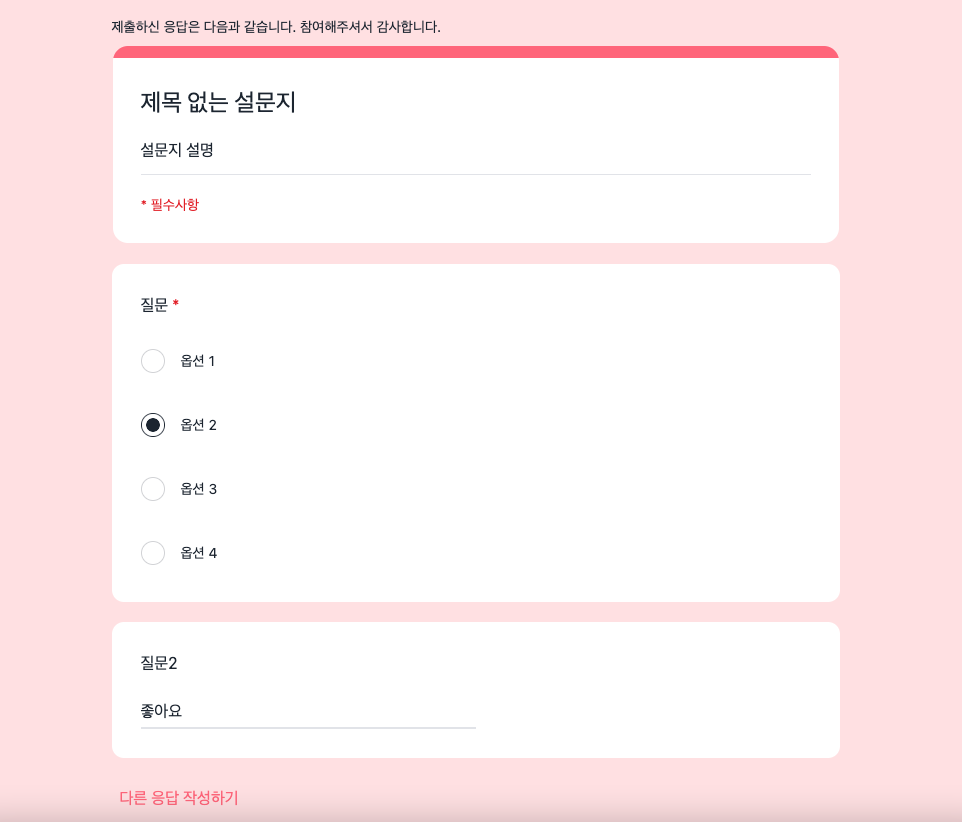 제출하신 응답은 다음과 같습니다. 참여해주셔서 감사합니다.
제목 없는 설문지
설문지 설명
* 필수사항
질문 *
옵션 1
옵션 2
옵션 3
옵션 4
질문2
좋아요
다른 응답 작성하기